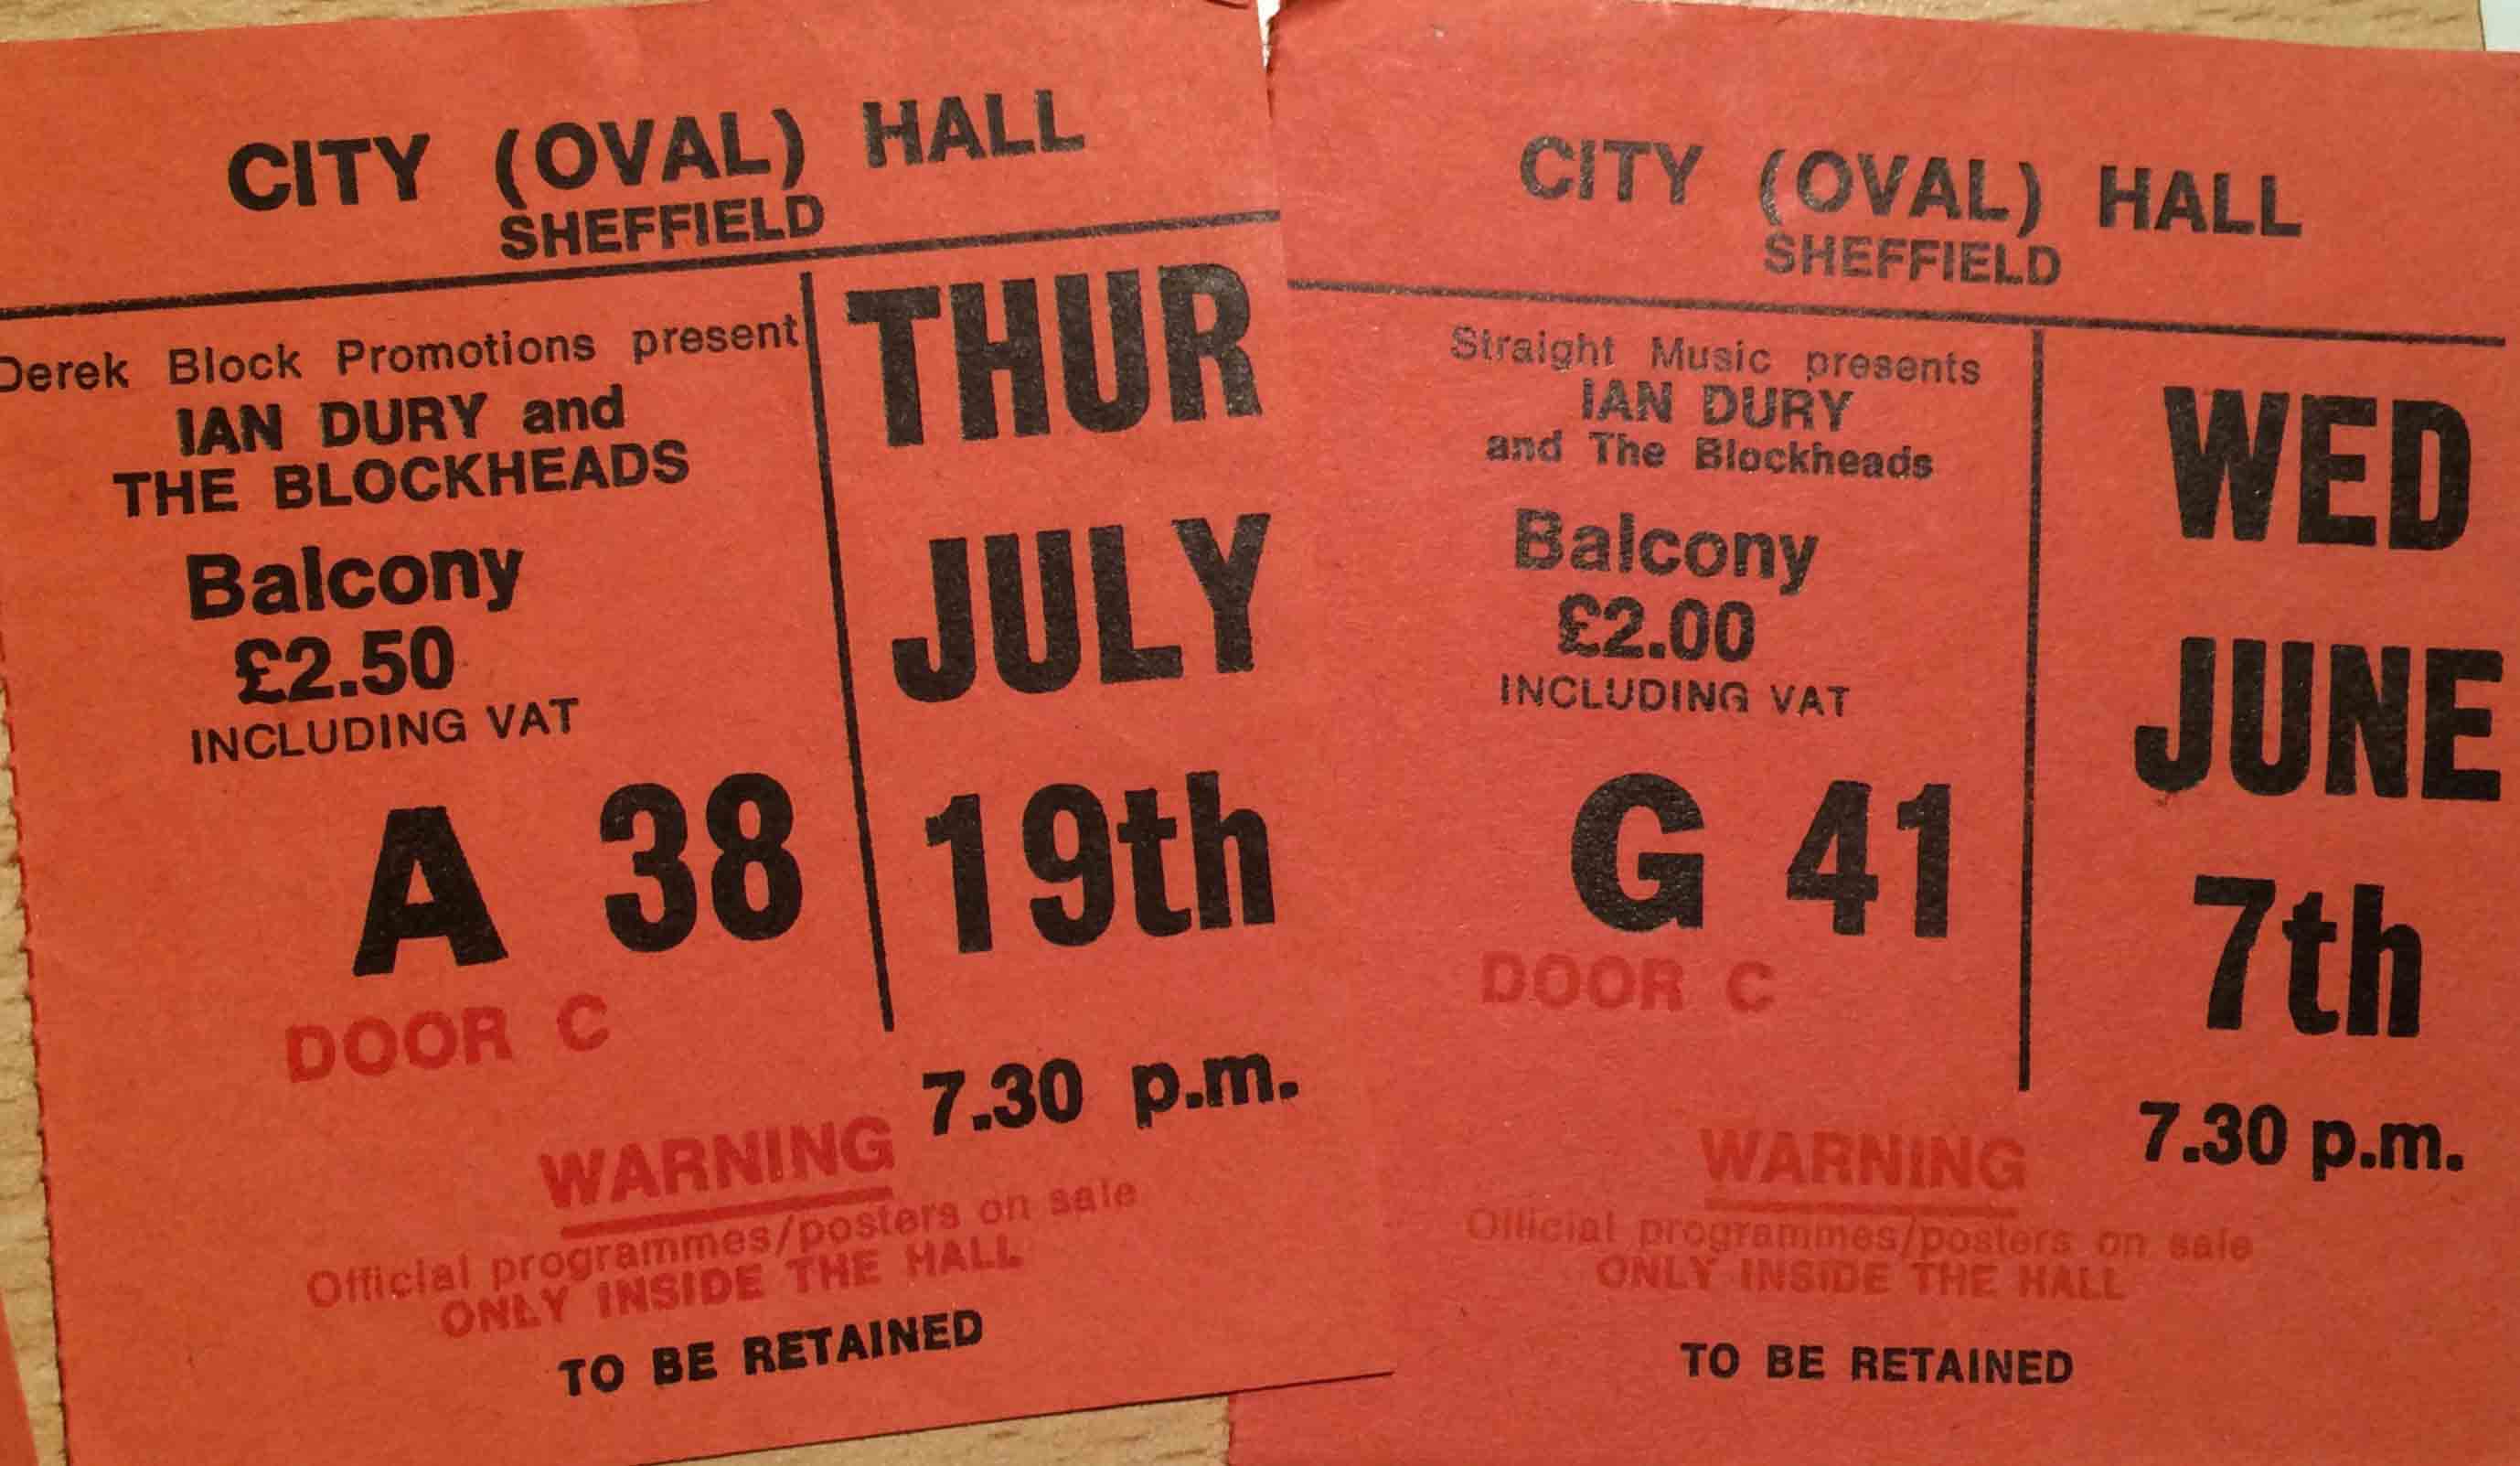 CITY (OVAL) HALL
SHEFFIELD
Derek Block Promotions present
IAN DURY and
THE BLOCKHEADS
Balcony
£2.50
INCLUDING VAT
A 38
DOOR C
THUR
JULY
19th
7.30 p.m.
WARNING
Official programmes/posters on sale
ONLY INSIDE THE HALL
TO BE RETAINED
CITY (OVAL) HALL
SHEFFIELD
Straight Music presents
IAN DURY
and The Blockheads
Balcony
£2.00
INCLUDING VAT
G 41
DOOR C
WED
JUNE
7th
7.30 p.m.
WARNING
Official programmes/posters on sale
ONLY INSIDE THE HALL
TO BE RETAINED